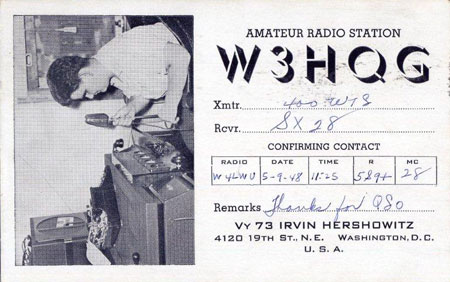 AMATEUR RADIO STATION
W3HQG
Xmtr. 400 WTS
Rcvr. SX 28
CONFIRMING CONTACT
RADIO DATE TIME R MC
W4LWU 5-9-48 11:25 589+ 28
Remarks Thanks for QSO
VY 73 IRVIN HERSHOWITZ
4120 19TH ST., N.E. WASHINGTON, D.C.
U. S. A.